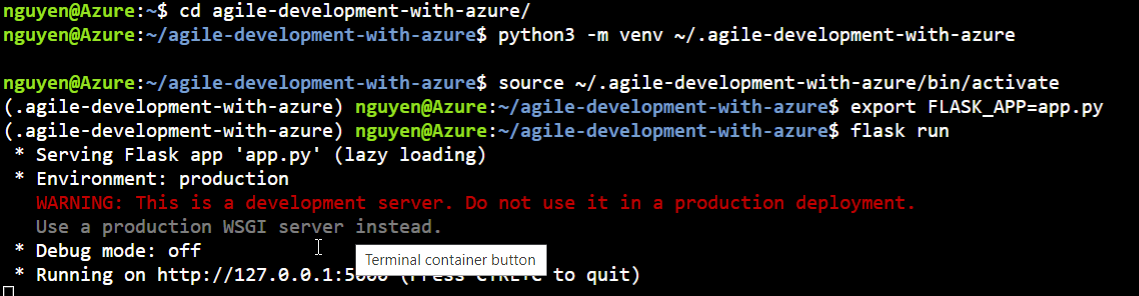 nguyen@Azure:~$ cd agile-development-with-azure/
nguyen@Azure:~/agile-development-with-azure$ python3 -m venv ~/.agile-development-with-azure
nguyen@Azure:~/agile-development-with-azure$ source ~/.agile-development-with-azure/bin/activate
(.agile-development-with-azure) nguyen@Azure:~/agile-development-with-azure$ export FLASK_APP=app.py
(.agile-development-with-azure) nguyen@Azure:~/agile-development-with-azure$ flask run
* Serving Flask app 'app.py' (lazy loading)
* Environment: production
WARNING: This is a development server. Do not use it in a production deployment.
Use a production WSGI server instead.
* Debug mode: off
Terminal container button
* Running on http://127.0.0.1:5000 (Press CTRL+C to quit)